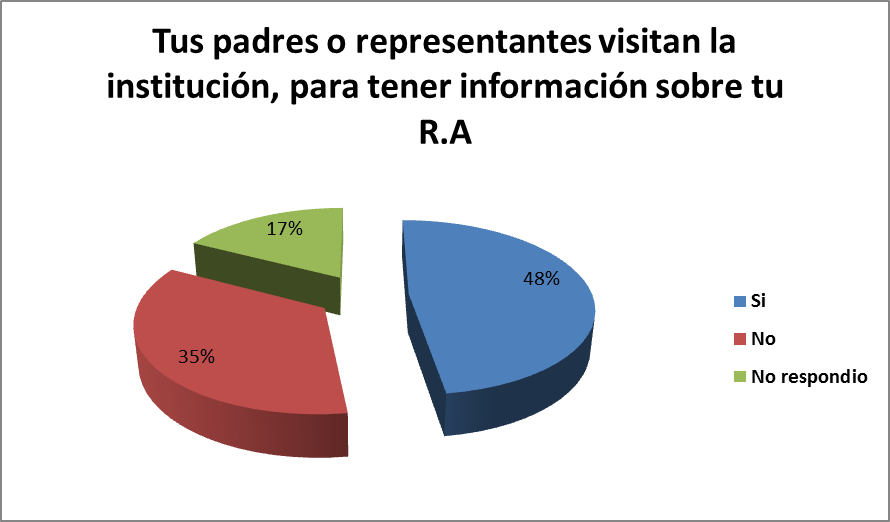 Tus padres o representantes visitan la
institución, para tener información sobre tu
R.A
17%
48%
35%
Si
No
No respondio